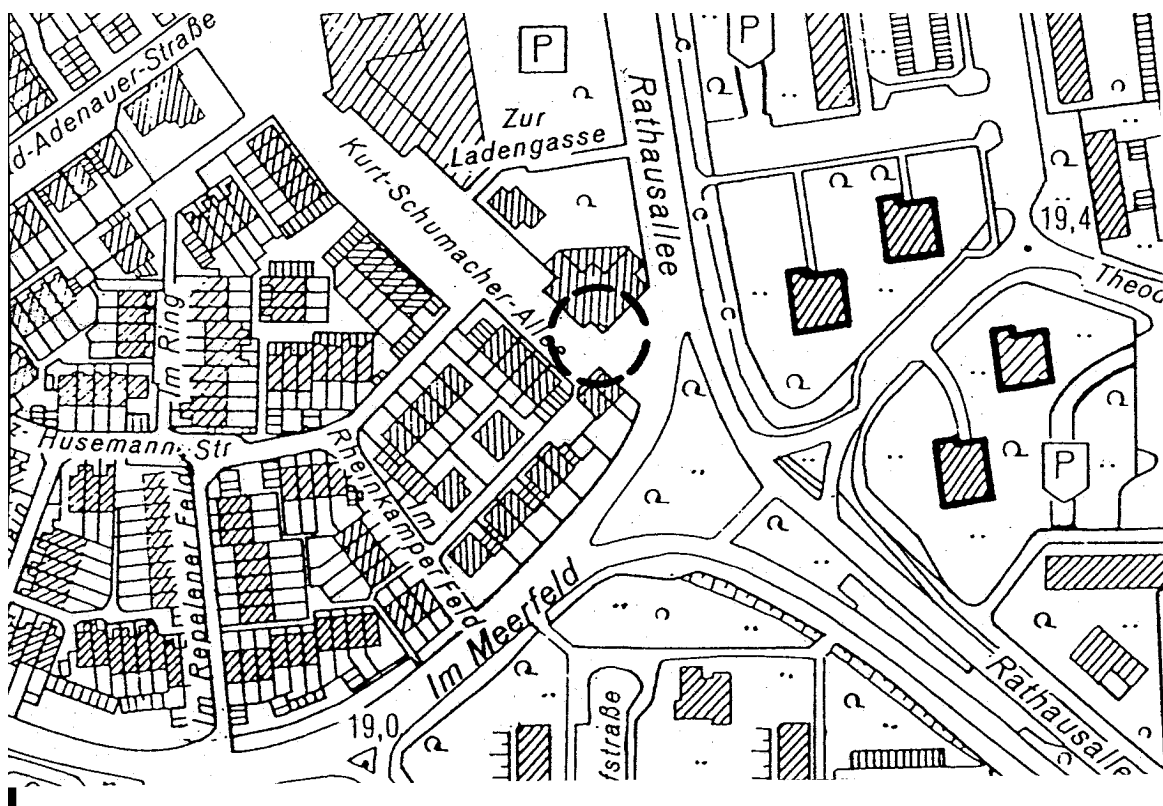 d-Adenauer-Straße
P
P
Zur
Ladengasse
Rathausallee
Kurt-Schumacher-Allee
19,4
Theod
Im Ring
z- Husemann- Str
Im
Rheinkamper Feld
Im Repelener Feld
P
Im Meerfeld
19,0
fstraße
Rathausallee